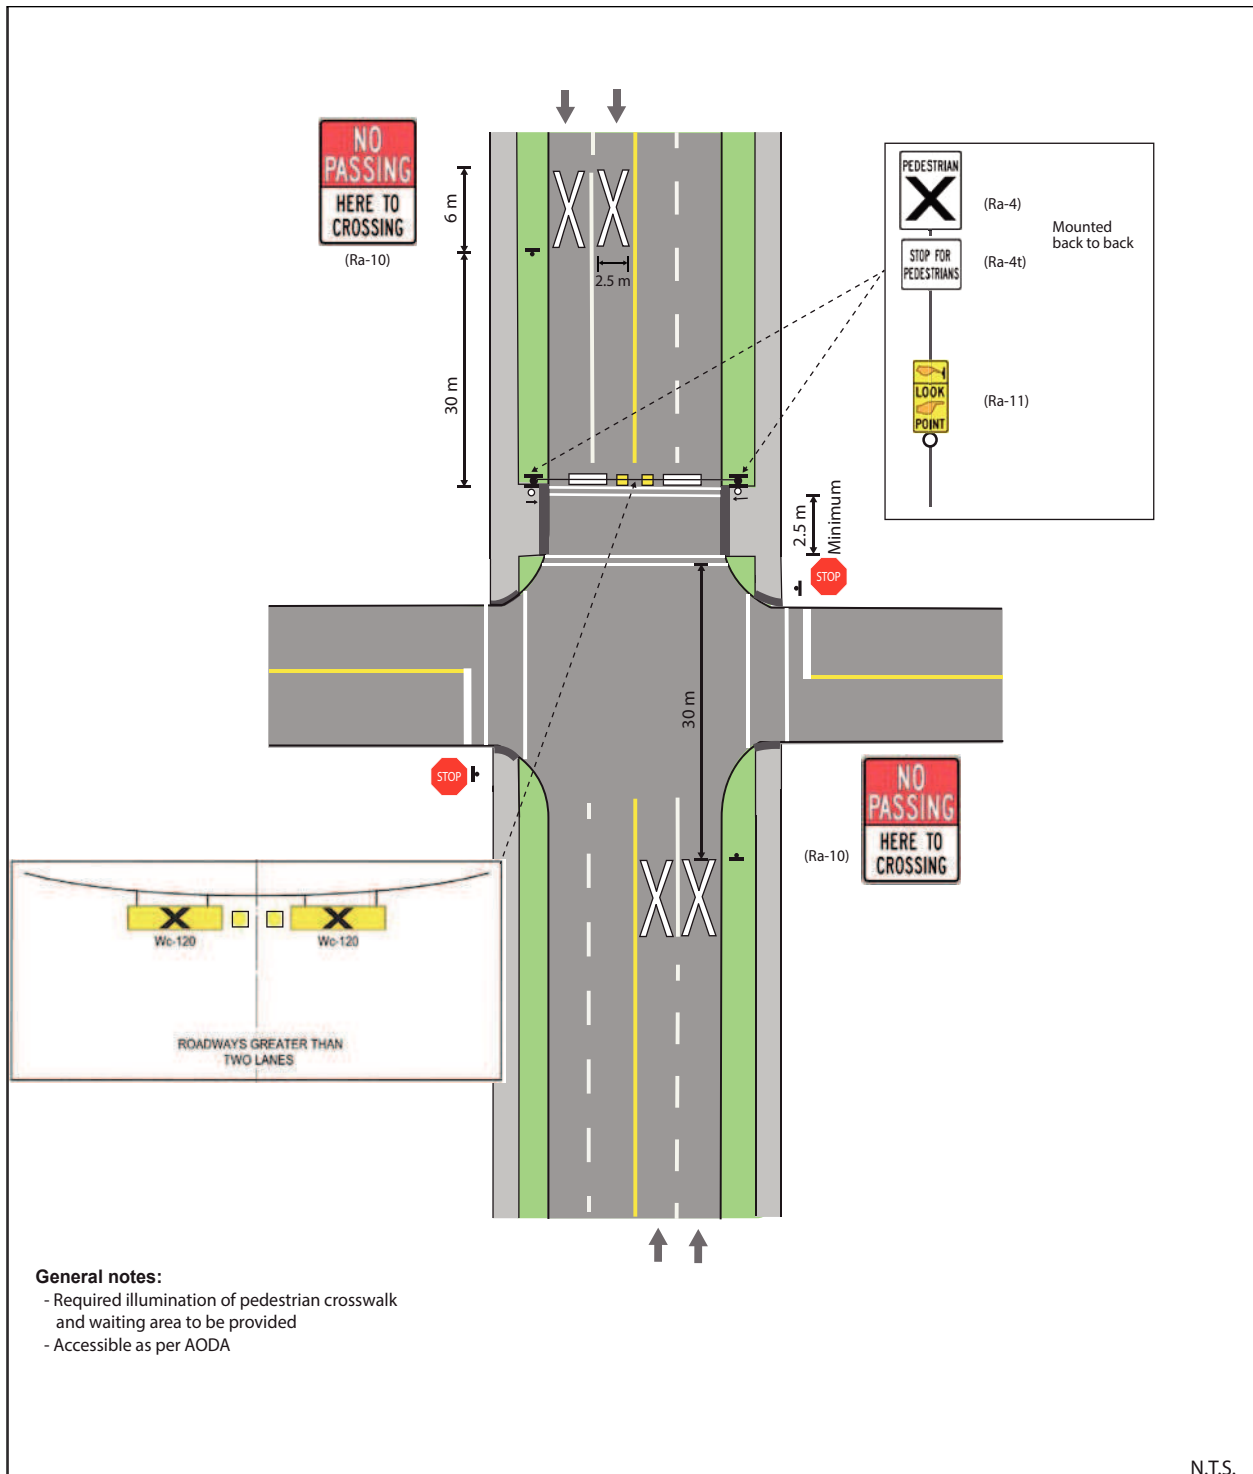 NO
PASSING
HERE TO
CROSSING
(Ra-10)
6 m
30 m
2.5 m
PEDESTRIAN
X
(Ra-4)
Mounted
back to back
STOP FOR
PEDESTRIANS
(Ra-4t)
LOOK
POINT
(Ra-11)
2.5 m
Minimum
STOP
30 m
STOP
NO
PASSING
HERE TO
CROSSING
(Ra-10)
X
X
Wc-120
Wc-120
ROADWAYS GREATER THAN
TWO LANES
General notes:
- Required illumination of pedestrian crosswalk
and waiting area to be provided
- Accessible as per AODA
N.T.S.